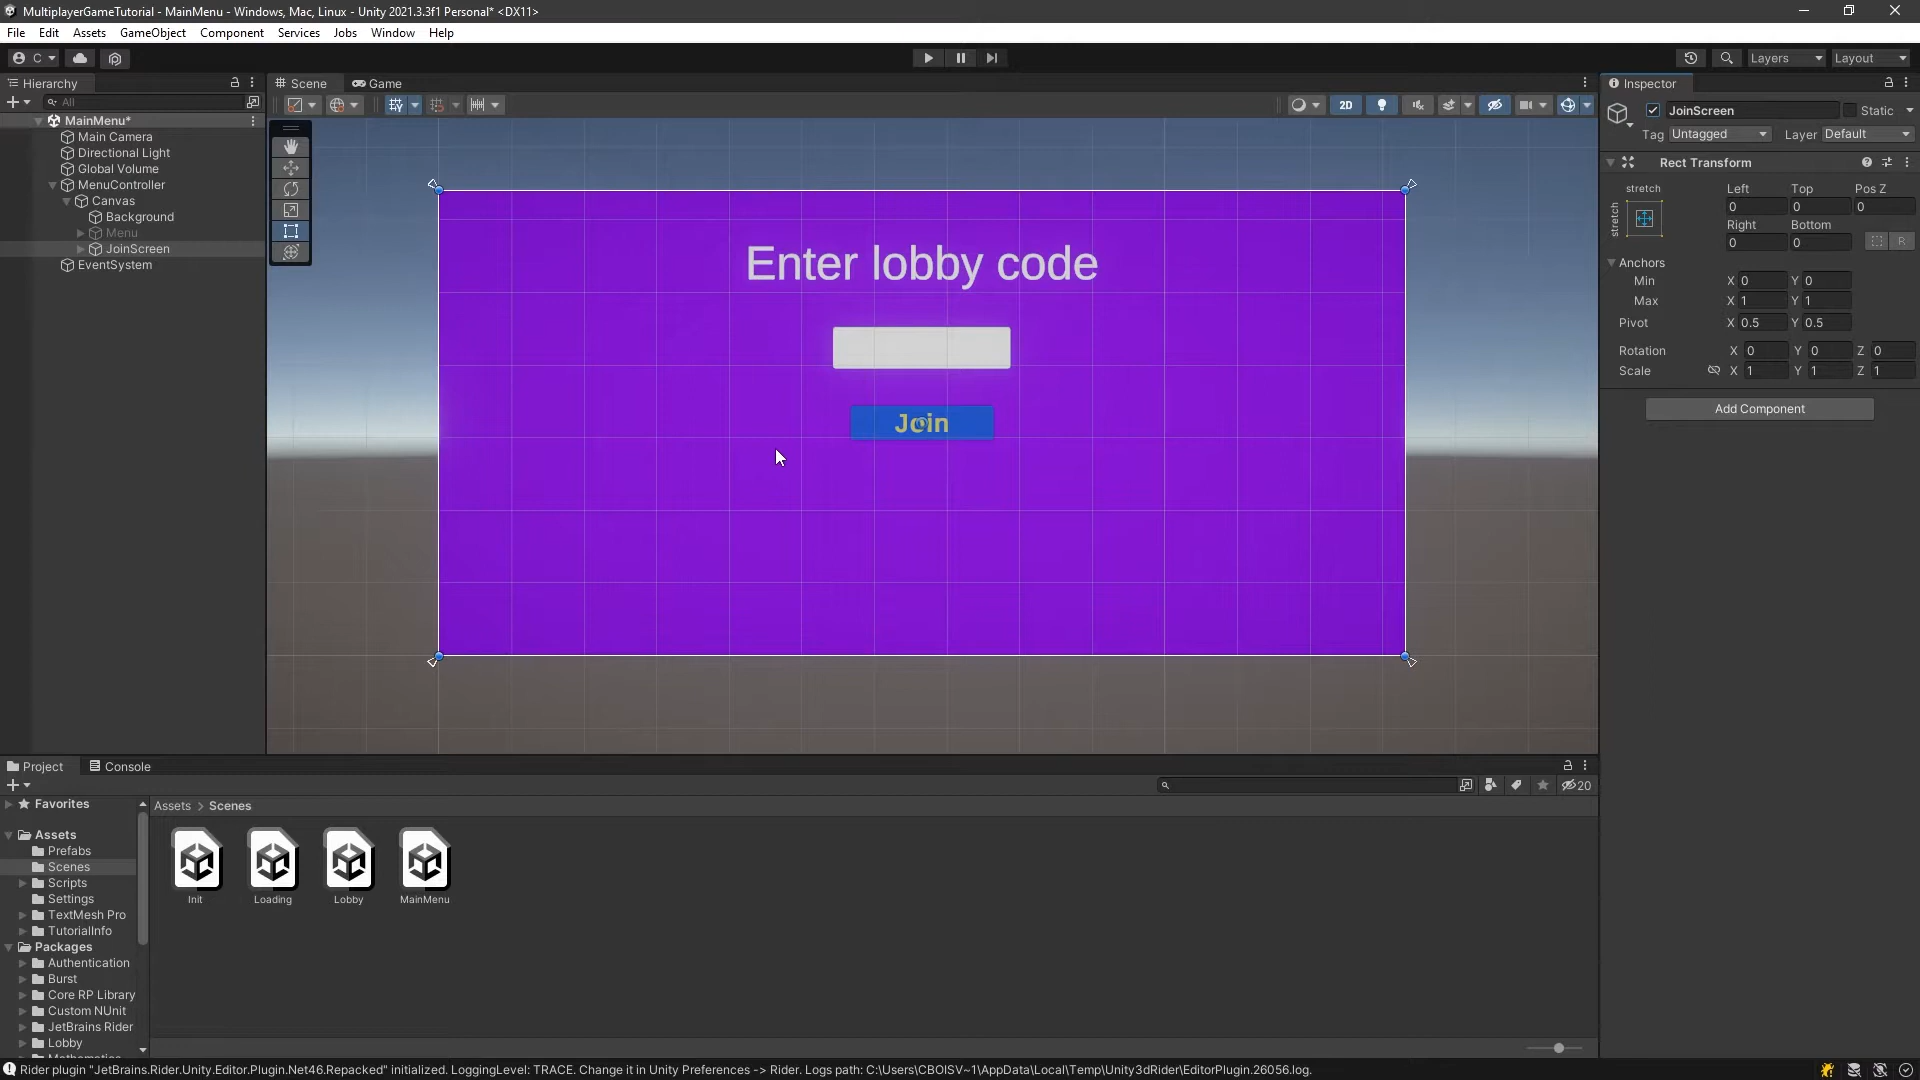 MultiplayerGameTutorial - MainMenu - Windows, Mac, Linux - Unity 2021.3.3f1 Personal* <DX11>
File Edit Assets GameObject Component Services Jobs Window Help
C Layers Layout
Hierarchy
All
MainMenu*
Main Camera
Directional Light
Global Volume
MenuController
Canvas
Background
Menu
JoinScreen
EventSystem
Scene Game
2D
Enter lobby code
Join
Inspector
JoinScreen Static
Tag Untagged Layer Default
Rect Transform
stretch Left Top Pos Z
stretch 0 0 0
Right Bottom
0 0 R
Anchors
Min X 0 Y 0
Max X 1 Y 1
Pivot X 0.5 Y 0.5
Rotation X 0 Y 0 Z 0
Scale X 1 Y 1 Z 1
Add Component
Project Console
20
Favorites
Assets
Prefabs
Scenes
Scripts
Settings
TextMesh Pro
TutorialInfo
Packages
Authentication
Burst
Core RP Library
Custom NUnit
JetBrains Rider
Lobby
Mathematics
Assets > Scenes
Init Loading Lobby MainMenu
Rider plugin "JetBrains.Rider.Unity.Editor.Plugin.Net46.Repacked" initialized. LoggingLevel: TRACE. Change it in Unity Preferences -> Rider. Logs path: C:\Users\CBOISV~1\AppData\Local\Temp\Unity3dRider\EditorPlugin.26056.log.